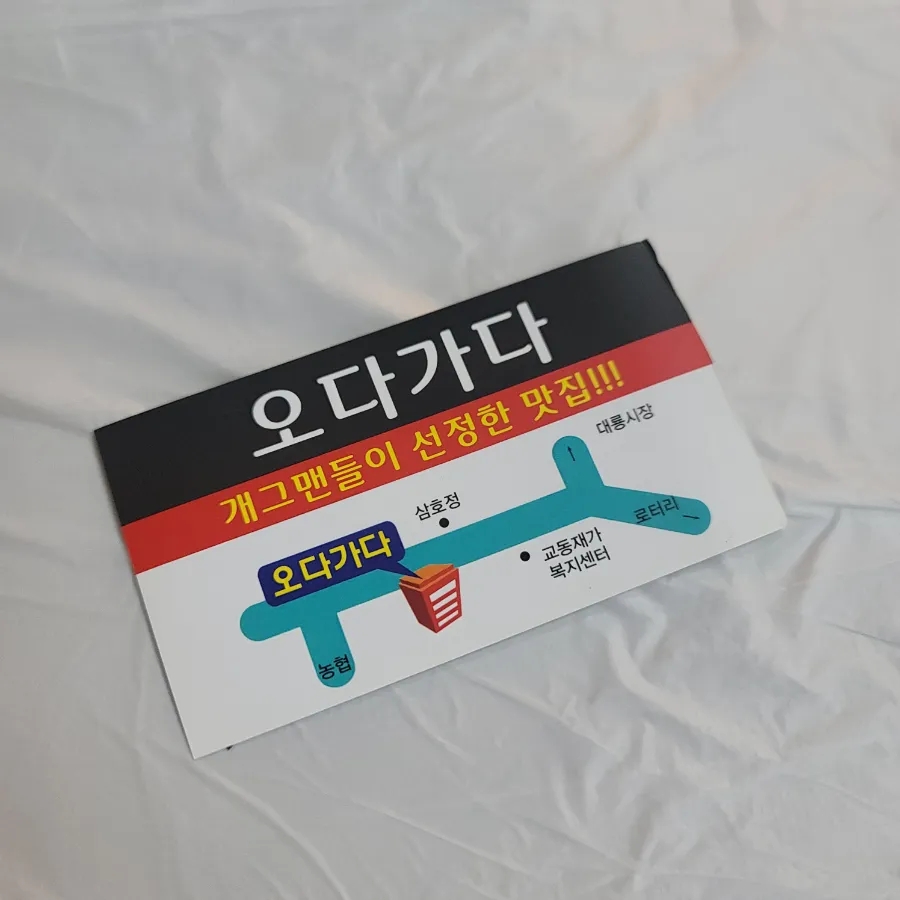 오다가다
개그맨들이 선정한 맛집!!!
대룡시장
삼호정
로터리
오다가다
교동재가
복지센터
농협